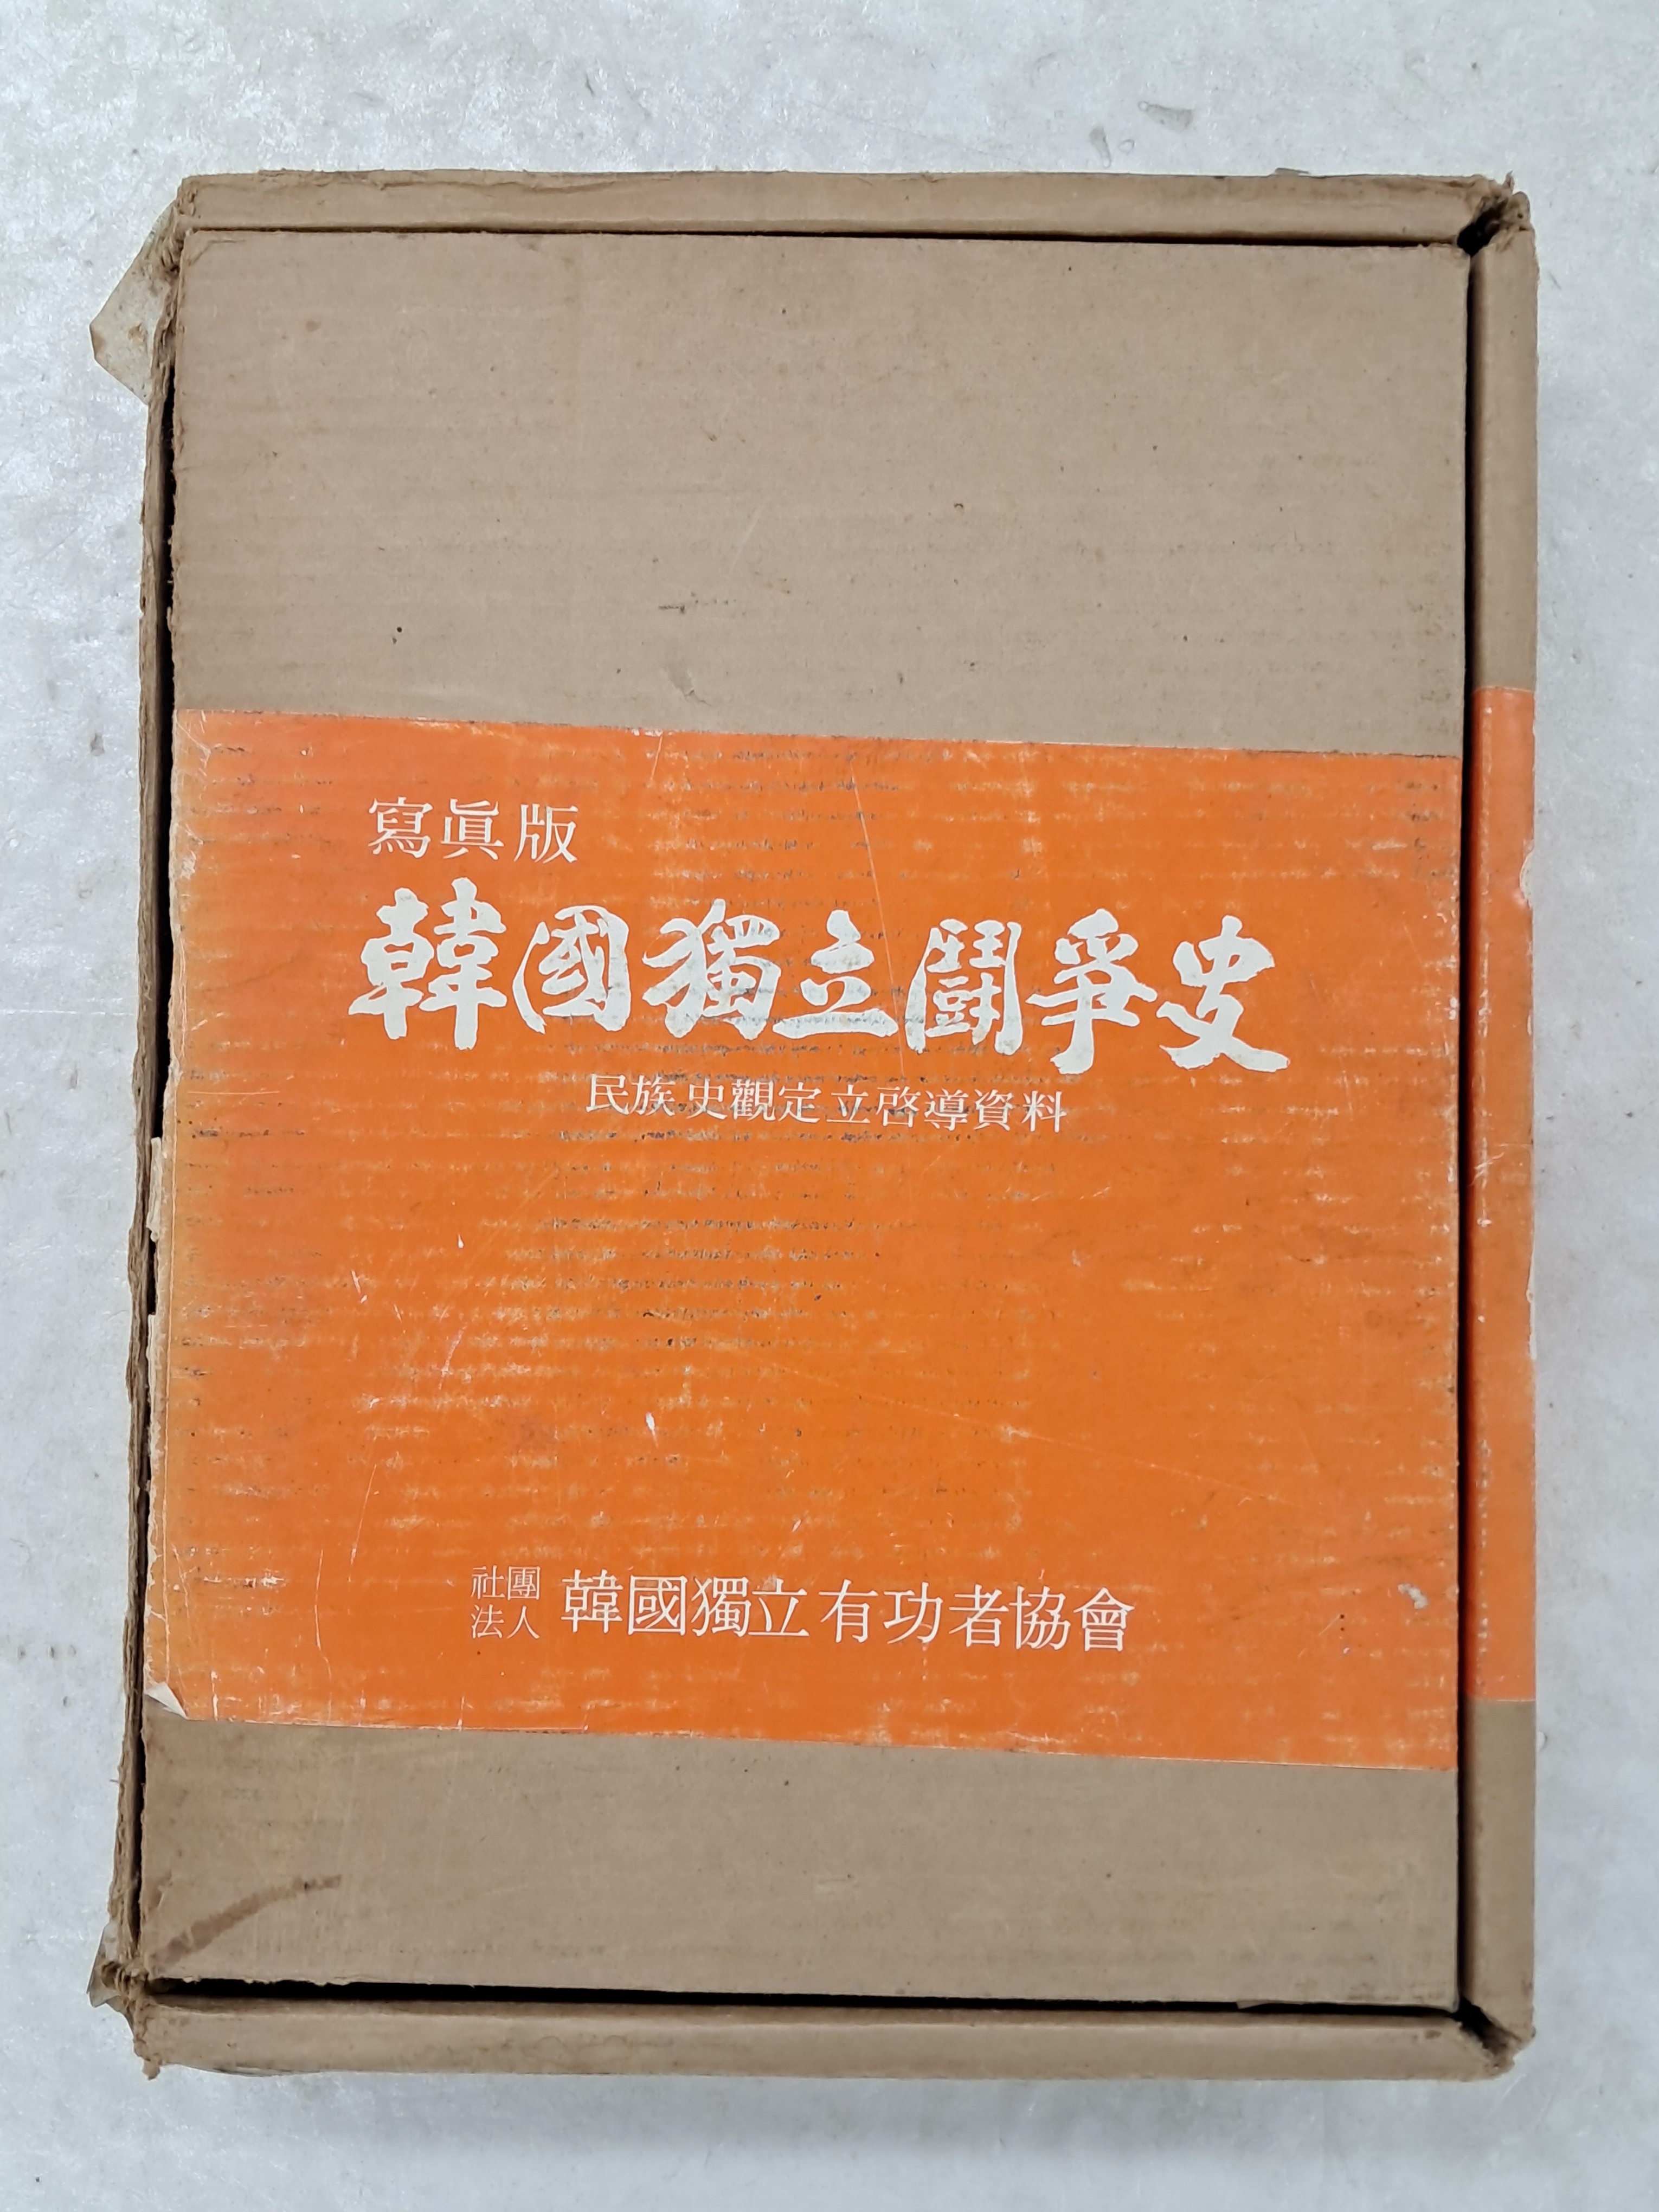 寫眞版
韓國獨立鬪爭史
民族史觀定立啓導資料
社團法人 韓國獨立有功者協會